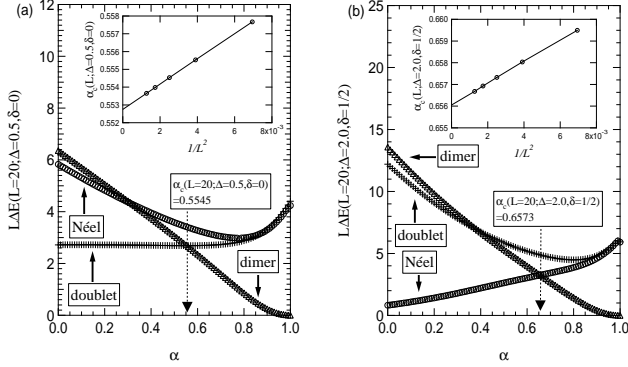 (a)
12
10
8
6
4
2
0
LΔE(L=20;Δ=0.5,δ=0)
0.0
0.2
0.4
0.6
0.8
1.0
α
0.558
0.557
0.556
0.555
0.554
0.553
0.552
α_c(L;Δ=0.5,δ=0)
0
2
4
6
8x10⁻³
1/L²
α_c(L=20;Δ=0.5,δ=0)
=0.5545
Néel
doublet
dimer
(b)
25
20
15
10
5
0
LΔE(L=20;Δ=2.0,δ=1/2)
0.0
0.2
0.4
0.6
0.8
1.0
α
0.660
0.659
0.658
0.657
0.656
0.655
α_c(L;Δ=2.0,δ=1/2)
0
2
4
6
8x10⁻³
1/L²
dimer
α_c(L=20;Δ=2.0,δ=1/2)
=0.6573
doublet
Néel